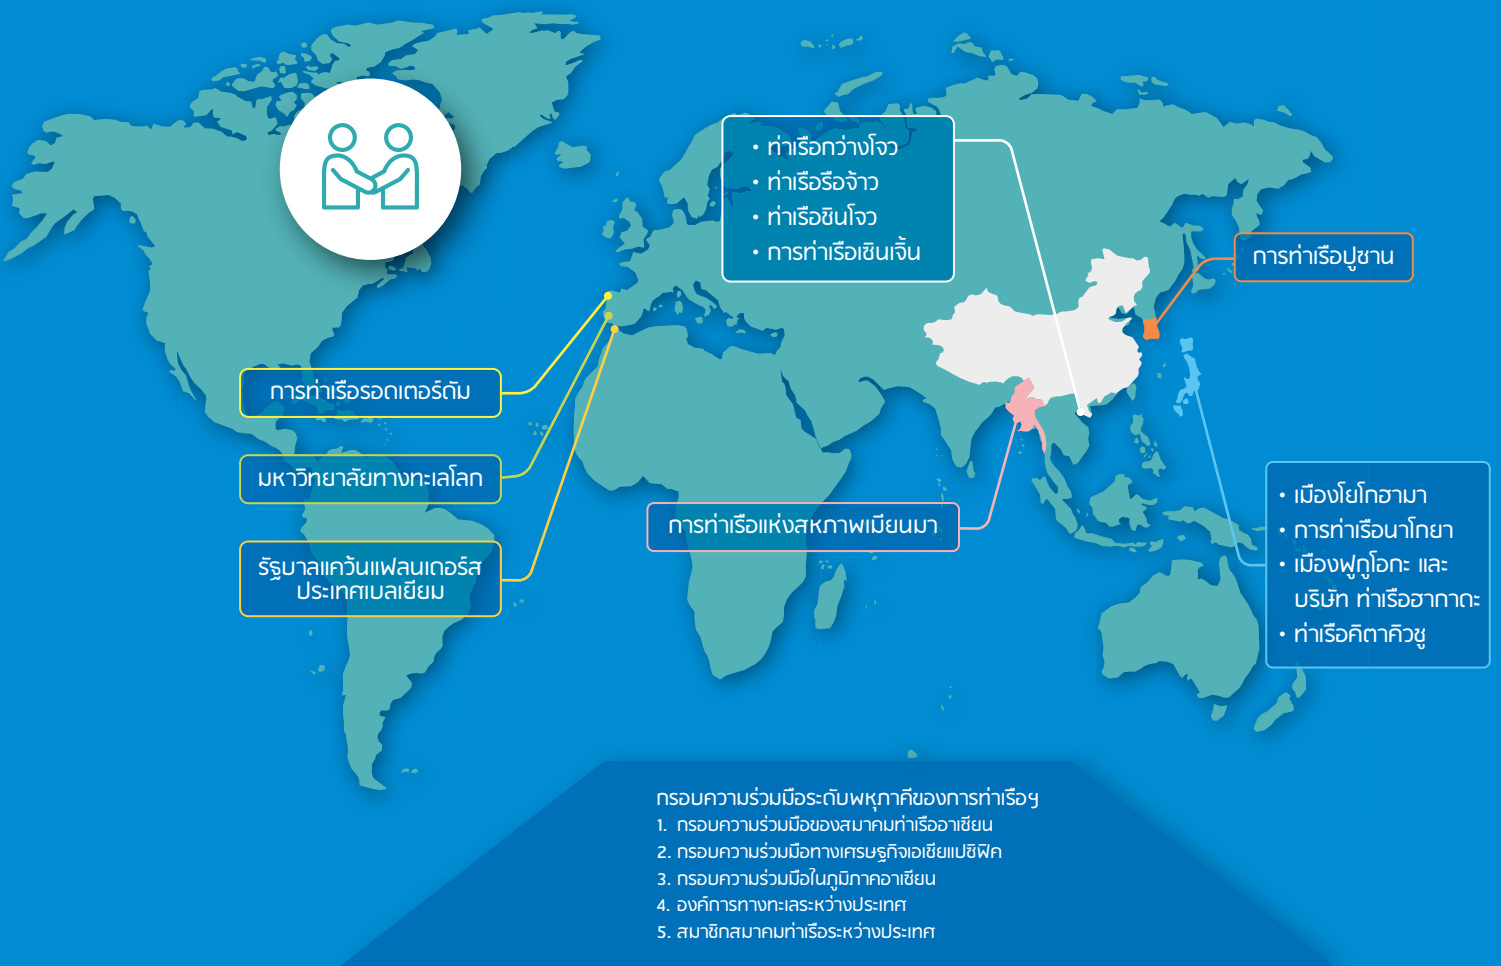 • ท่าเรือกว่างโจว
• ท่าเรือรือจ้าว
• ท่าเรือชินโจว
• การท่าเรือเซินเจิ้น
การท่าเรือปูซาน
การท่าเรือรอตเตอร์ดัม
มหาวิทยาลัยทางทะเลโลก
รัฐบาลแคว้นแฟลนเดอร์ส
ประเทศเบลเยียม
การท่าเรือแห่งสหภาพเมียนมา
• เมืองโยโกฮามา
• การท่าเรือนาโกยา
• เมืองฟูกูโอกะ และ
บริษัท ท่าเรือฮากาตะ
• ท่าเรือคิตาคิวชู
กรอบความร่วมมือระดับพหุภาคีของการท่าเรือฯ
1. กรอบความร่วมมือของสมาคมท่าเรืออาเซียน
2. กรอบความร่วมมือทางเศรษฐกิจเอเชียแปซิฟิค
3. กรอบความร่วมมือในภูมิภาคอาเซียน
4. องค์การทางทะเลระหว่างประเทศ
5. สมาชิกสมาคมท่าเรือระหว่างประเทศ